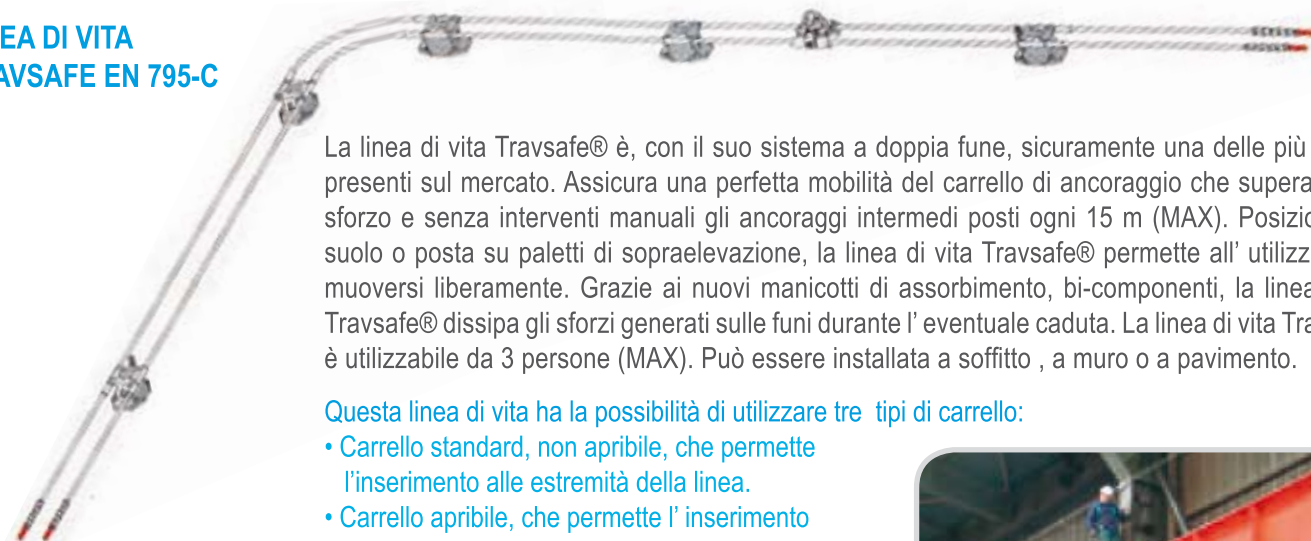 EA DI VITA
AVSAFE EN 795-C
La linea di vita Travsafe® è, con il suo sistema a doppia fune, sicuramente una delle più
presenti sul mercato. Assicura una perfetta mobilità del carrello di ancoraggio che supera
sforzo e senza interventi manuali gli ancoraggi intermedi posti ogni 15 m (MAX). Posizio
suolo o posta su paletti di sopraelevazione, la linea di vita Travsafe® permette all’ utilizz
muoversi liberamente. Grazie ai nuovi manicotti di assorbimento, bi-componenti, la linea
Travsafe® dissipa gli sforzi generati sulle funi durante l’ eventuale caduta. La linea di vita Tra
è utilizzabile da 3 persone (MAX). Può essere installata a soffitto , a muro o a pavimento.
Questa linea di vita ha la possibilità di utilizzare tre  tipi di carrello:
• Carrello standard, non apribile, che permette
l’inserimento alle estremità della linea.
• Carrello apribile, che permette l’ inserimento